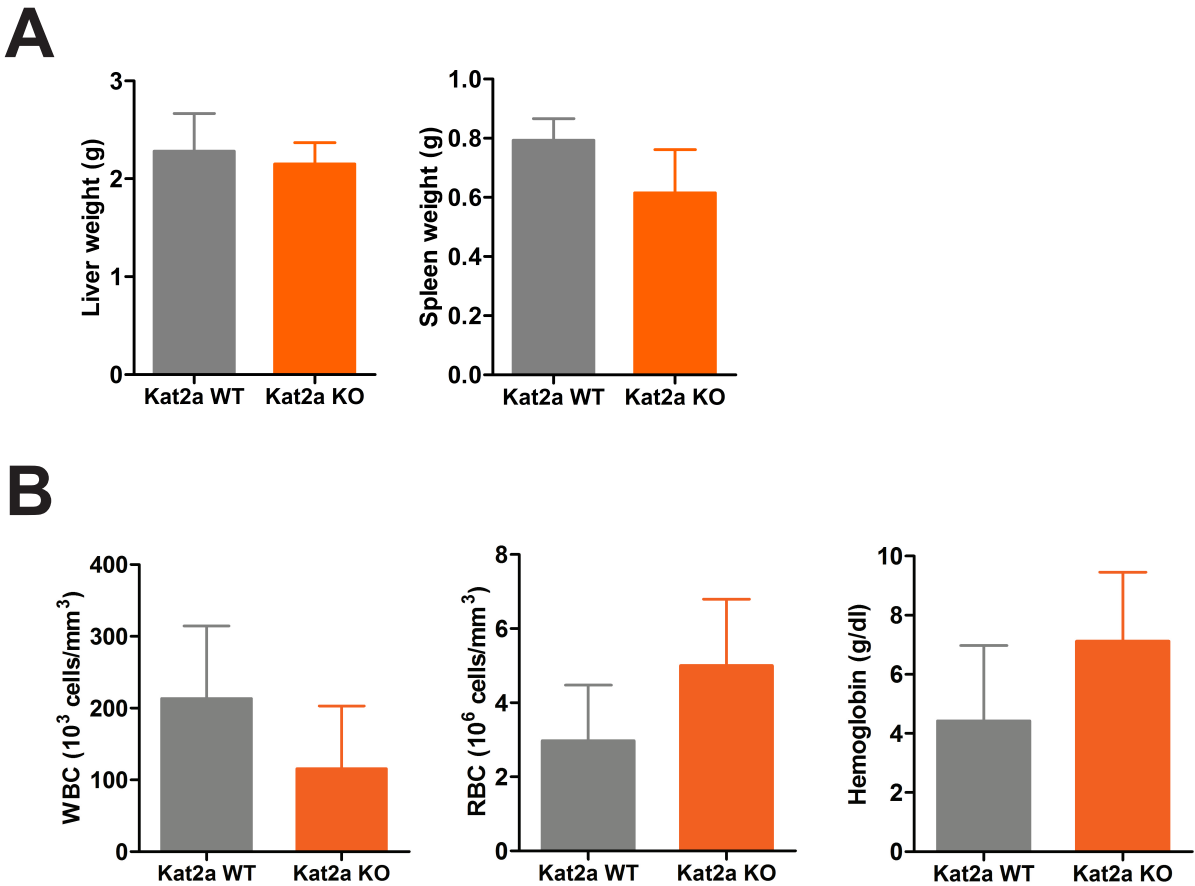 A
Liver weight (g)
3
2
1
0
Kat2a WT Kat2a KO
Spleen weight (g)
1.0
0.8
0.6
0.4
0.2
0.0
Kat2a WT Kat2a KO
B
WBC (10³ cells/mm³)
400
300
200
100
0
Kat2a WT Kat2a KO
RBC (10⁶ cells/mm³)
8
6
4
2
0
Kat2a WT Kat2a KO
Hemoglobin (g/dl)
10
8
6
4
2
0
Kat2a WT Kat2a KO